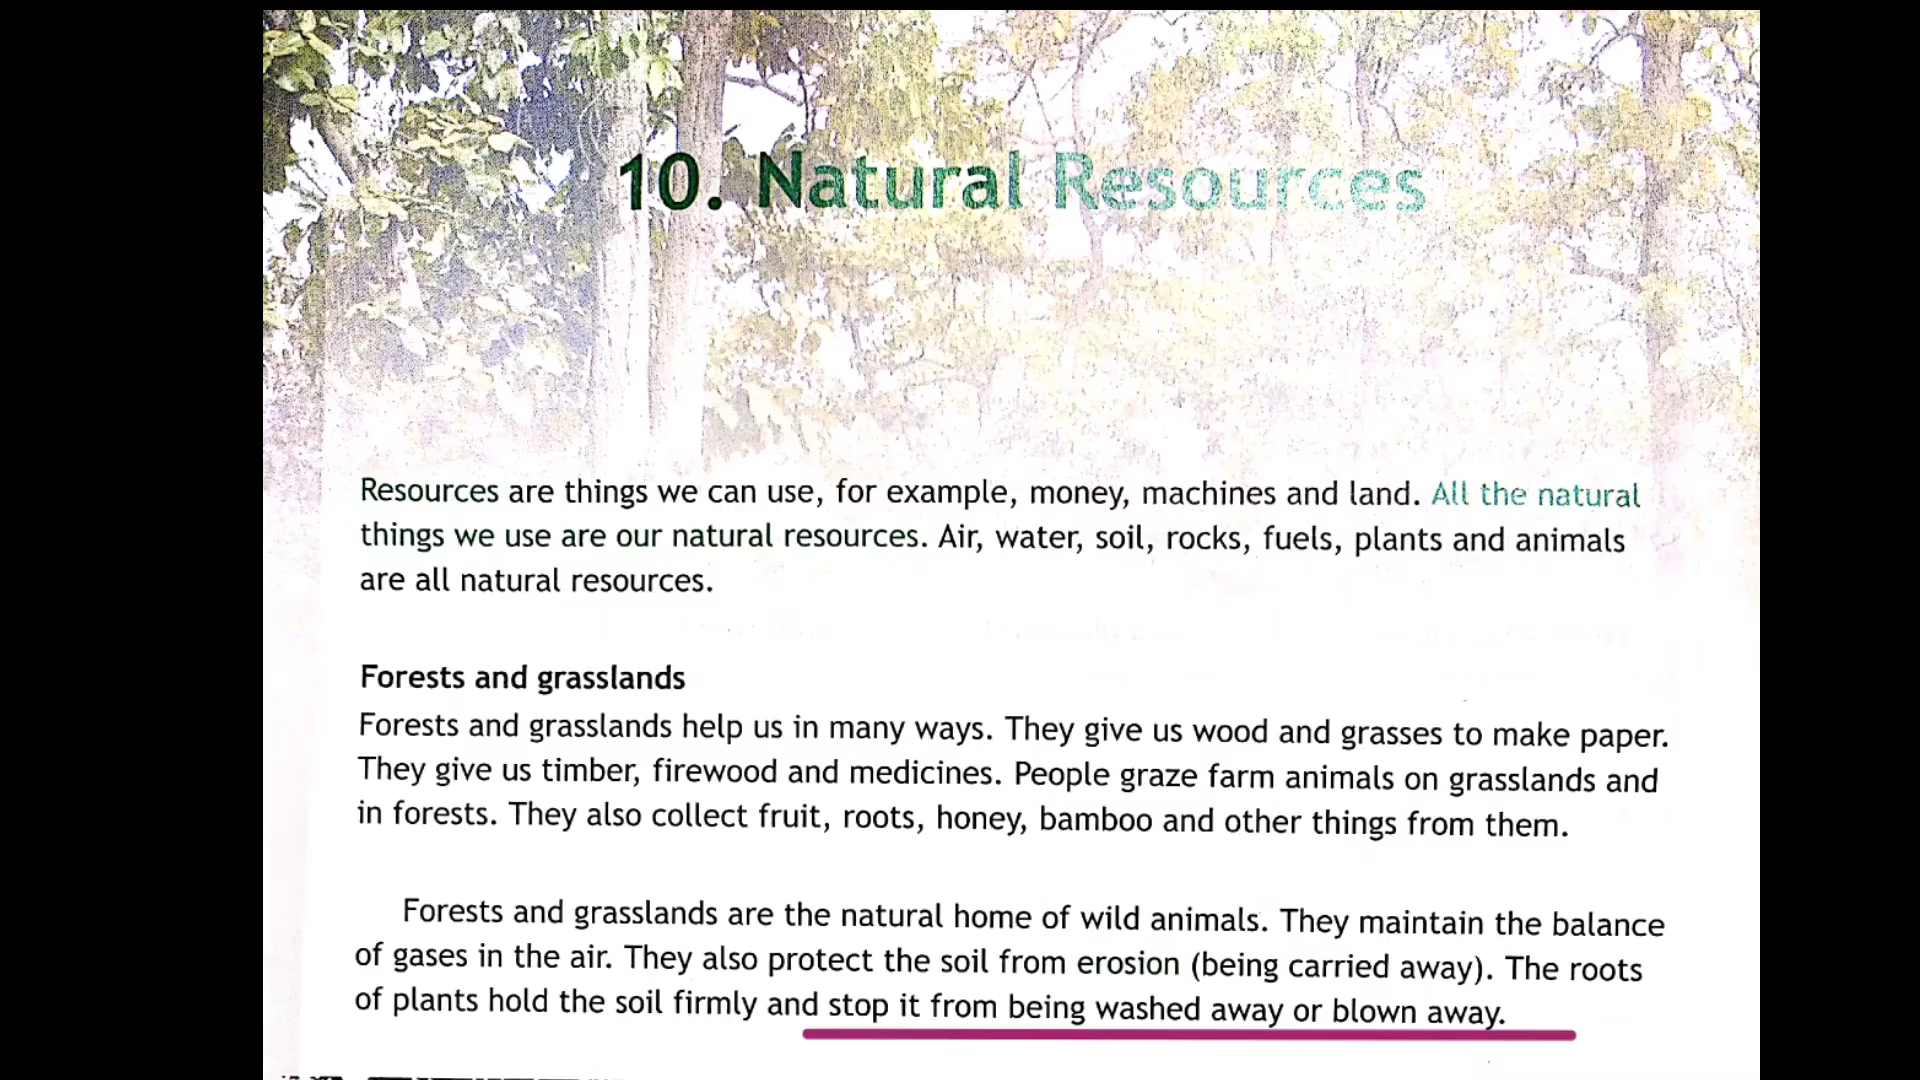 10. Natural Resources
Resources are things we can use, for example, money, machines and land. All the natural
things we use are our natural resources. Air, water, soil, rocks, fuels, plants and animals
are all natural resources.
Forests and grasslands
Forests and grasslands help us in many ways. They give us wood and grasses to make paper.
They give us timber, firewood and medicines. People graze farm animals on grasslands and
in forests. They also collect fruit, roots, honey, bamboo and other things from them.
Forests and grasslands are the natural home of wild animals. They maintain the balance
of gases in the air. They also protect the soil from erosion (being carried away). The roots
of plants hold the soil firmly and stop it from being washed away or blown away.